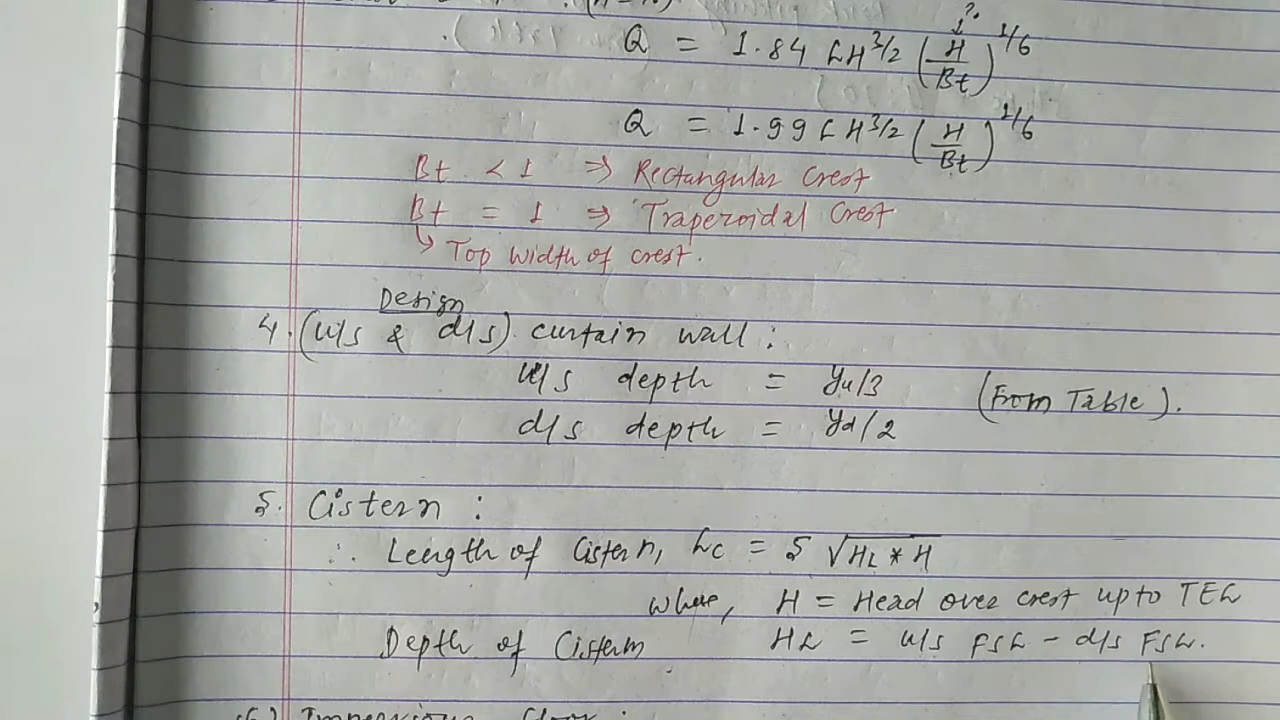 ?.
Q = 1.84 LH^3/2 (H/Bt)^1/6
Q = 1.99 LH^3/2 (H/Bt)^1/6
Bt < 1 ⇒ Rectangular Crest
Bt = 1 ⇒ Trapezoidal Crest
↳ Top width of crest.
Design
4. (u/s & d/s) curtain wall :
u/s depth = yu/3 (From Table).
d/s depth = yd/2
5. Cistern :
∴ Length of Cistern, Lc = 5 √HL * H
where, H = Head over crest upto TEL
Depth of Cistern HL = u/s FSL - d/s FSL.